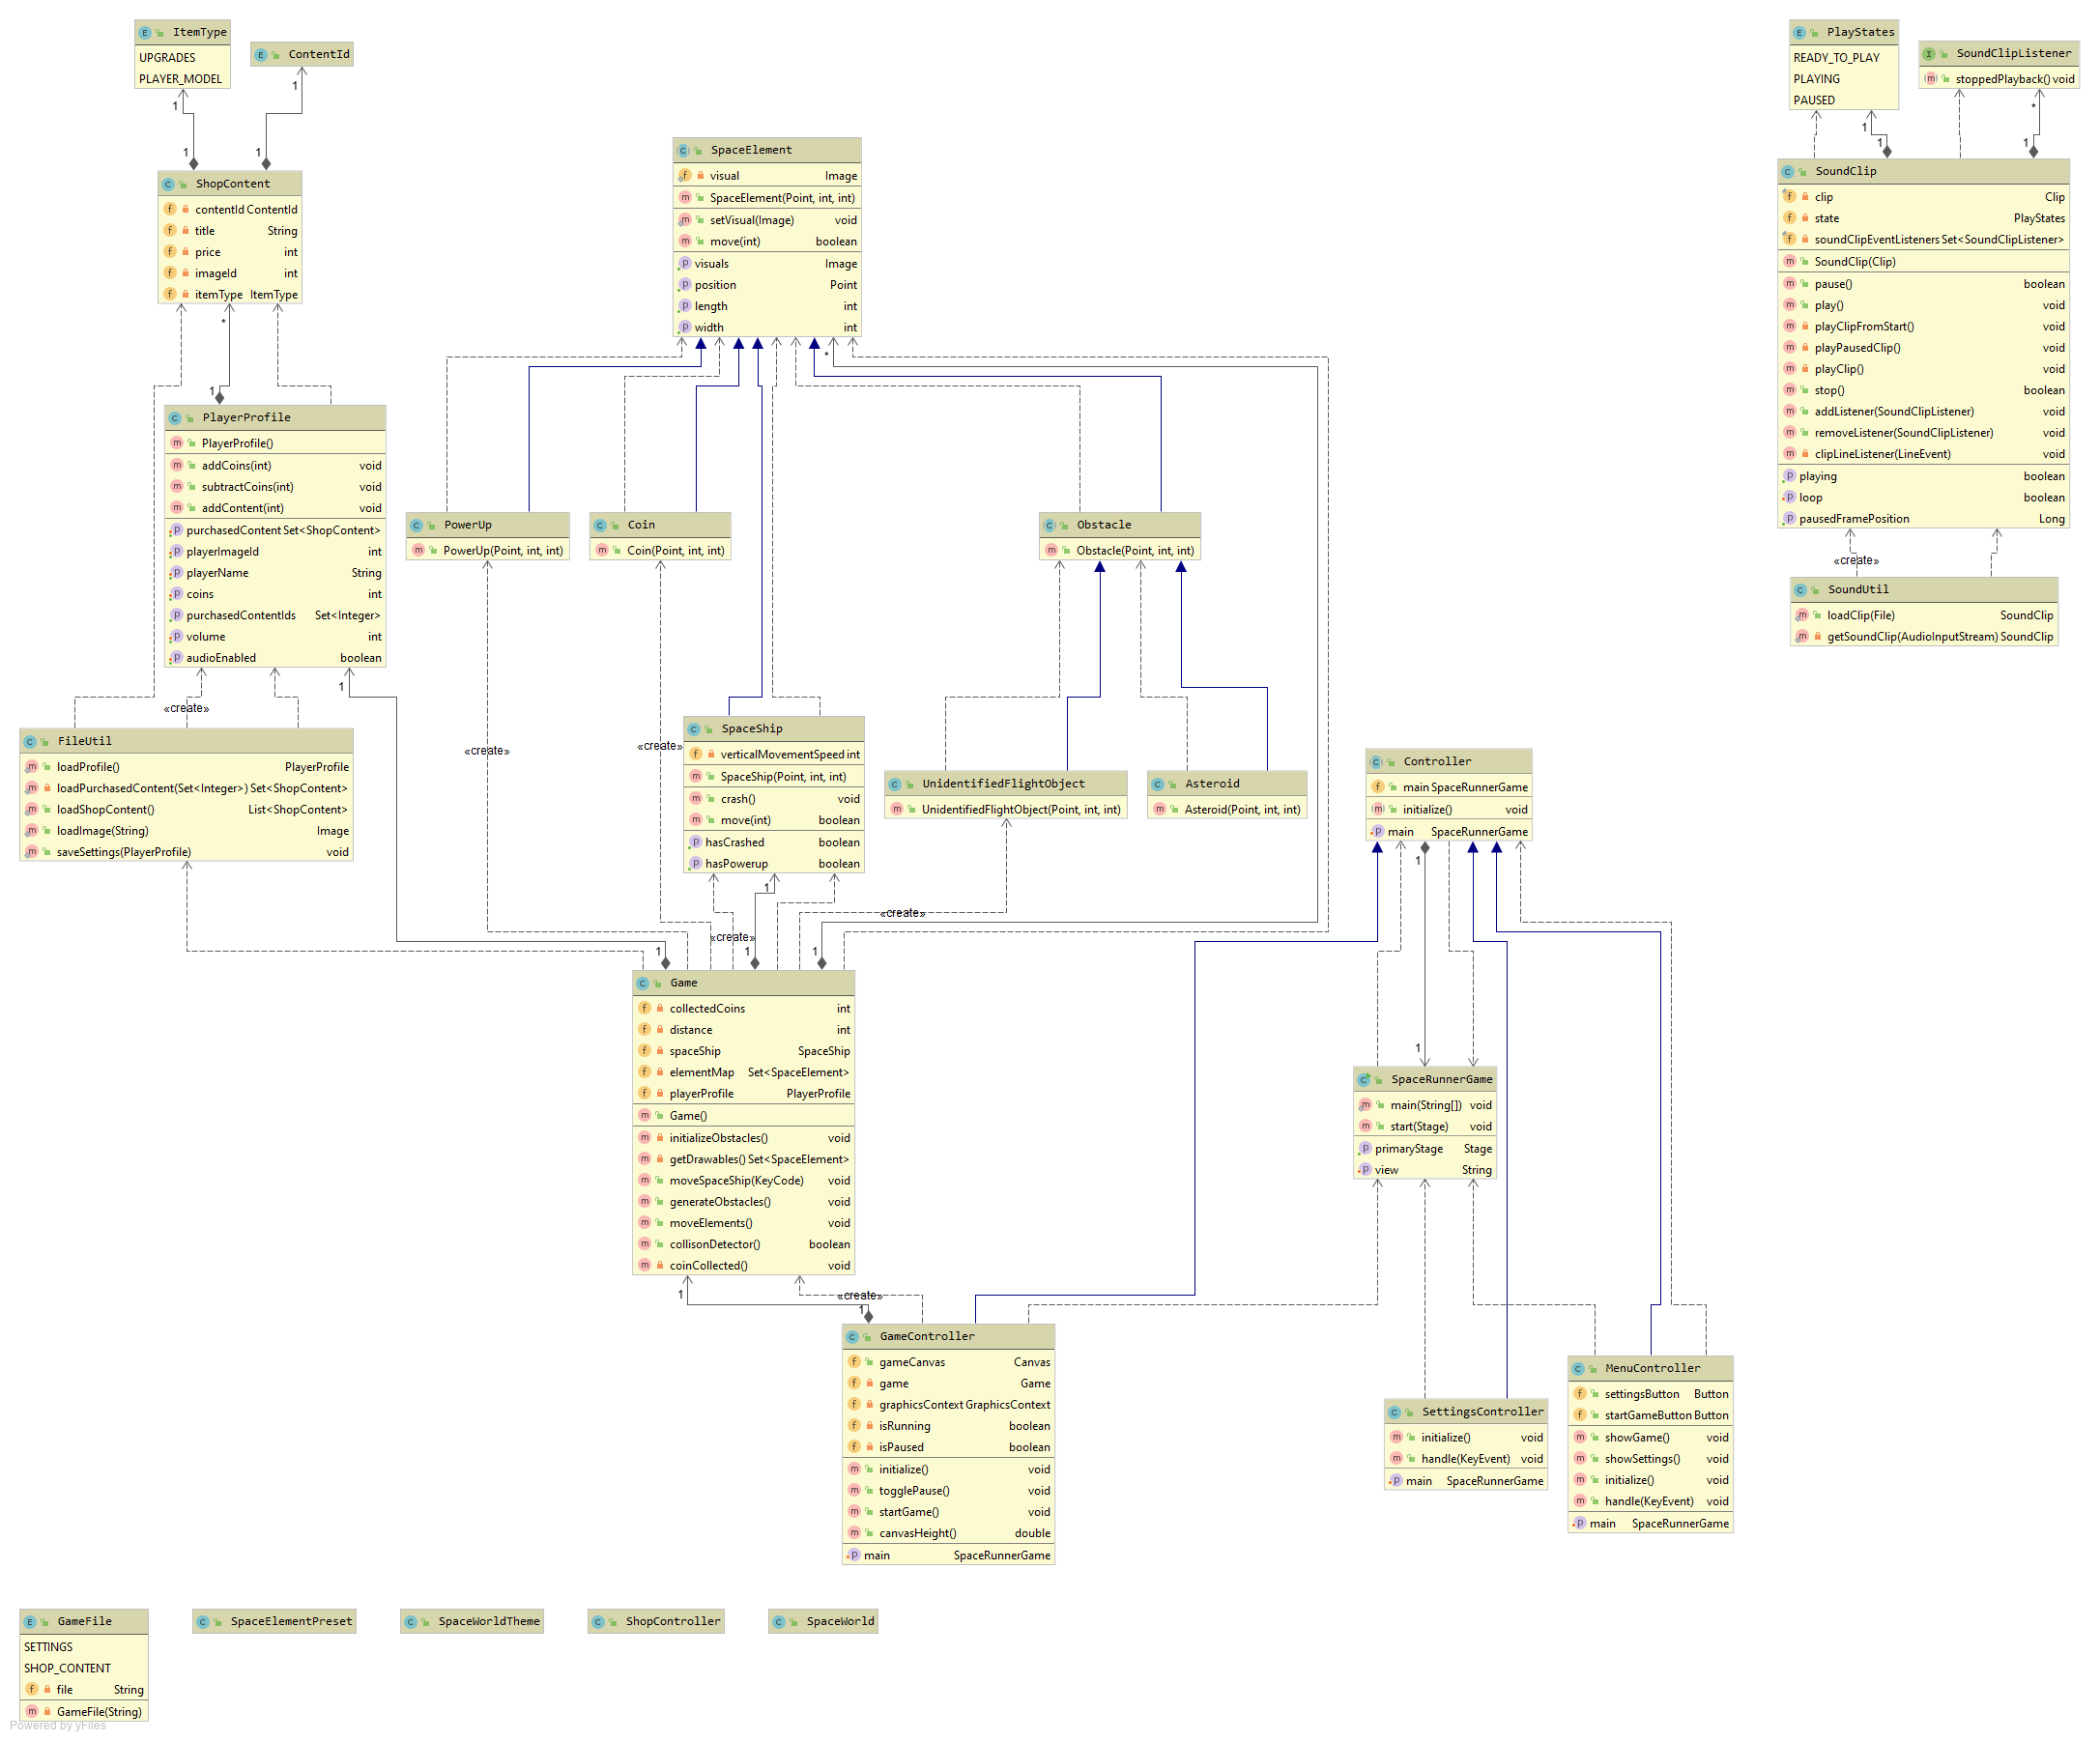 ItemType
UPGRADES
PLAYER_MODEL
ContentId
1
1
1
1
ShopContent
contentId ContentId
title String
price int
imageId int
itemType ItemType
*
1
PlayerProfile
PlayerProfile()
addCoins(int) void
subtractCoins(int) void
addContent(int) void
purchasedContent Set<ShopContent>
playerImageId int
playerName String
coins int
purchasedContentIds Set<Integer>
volume int
audioEnabled boolean
1
«create»
FileUtil
loadProfile() PlayerProfile
loadPurchasedContent(Set<Integer>) Set<ShopContent>
loadShopContent() List<ShopContent>
loadImage(String) Image
saveSettings(PlayerProfile) void
SpaceElement
visual Image
SpaceElement(Point, int, int)
setVisual(Image) void
move(int) boolean
visuals Image
position Point
length int
width int
*
PowerUp
PowerUp(Point, int, int)
Coin
Coin(Point, int, int)
Obstacle
Obstacle(Point, int, int)
«create»
«create»
SpaceShip
verticalMovementSpeed int
SpaceShip(Point, int, int)
crash() void
move(int) boolean
hasCrashed boolean
hasPowerup boolean
UnidentifiedFlightObject
UnidentifiedFlightObject(Point, int, int)
Asteroid
Asteroid(Point, int, int)
1
«create»
«create»
1
1
1
Game
collectedCoins int
distance int
spaceShip SpaceShip
elementMap Set<SpaceElement>
playerProfile PlayerProfile
Game()
initializeObstacles() void
getDrawables() Set<SpaceElement>
moveSpaceShip(KeyCode) void
generateObstacles() void
moveElements() void
collisonDetector() boolean
coinCollected() void
1
«create»
1
GameController
gameCanvas Canvas
game Game
graphicsContext GraphicsContext
isRunning boolean
isPaused boolean
initialize() void
togglePause() void
startGame() void
canvasHeight() double
main SpaceRunnerGame
Controller
main SpaceRunnerGame
initialize() void
main SpaceRunnerGame
1
1
SpaceRunnerGame
main(String[]) void
start(Stage) void
primaryStage Stage
view String
SettingsController
initialize() void
handle(KeyEvent) void
main SpaceRunnerGame
MenuController
settingsButton Button
startGameButton Button
showGame() void
showSettings() void
initialize() void
handle(KeyEvent) void
main SpaceRunnerGame
PlayStates
READY_TO_PLAY
PLAYING
PAUSED
SoundClipListener
stoppedPlayback() void
1
*
1
1
SoundClip
clip Clip
state PlayStates
soundClipEventListeners Set<SoundClipListener>
SoundClip(Clip)
pause() boolean
play() void
playClipFromStart() void
playPausedClip() void
playClip() void
stop() boolean
addListener(SoundClipListener) void
removeListener(SoundClipListener) void
clipLineListener(LineEvent) void
playing boolean
loop boolean
pausedFramePosition Long
«create»
SoundUtil
loadClip(File) SoundClip
getSoundClip(AudioInputStream) SoundClip
GameFile
SETTINGS
SHOP_CONTENT
file String
GameFile(String)
SpaceElementPreset
SpaceWorldTheme
ShopController
SpaceWorld
Powered by yFiles